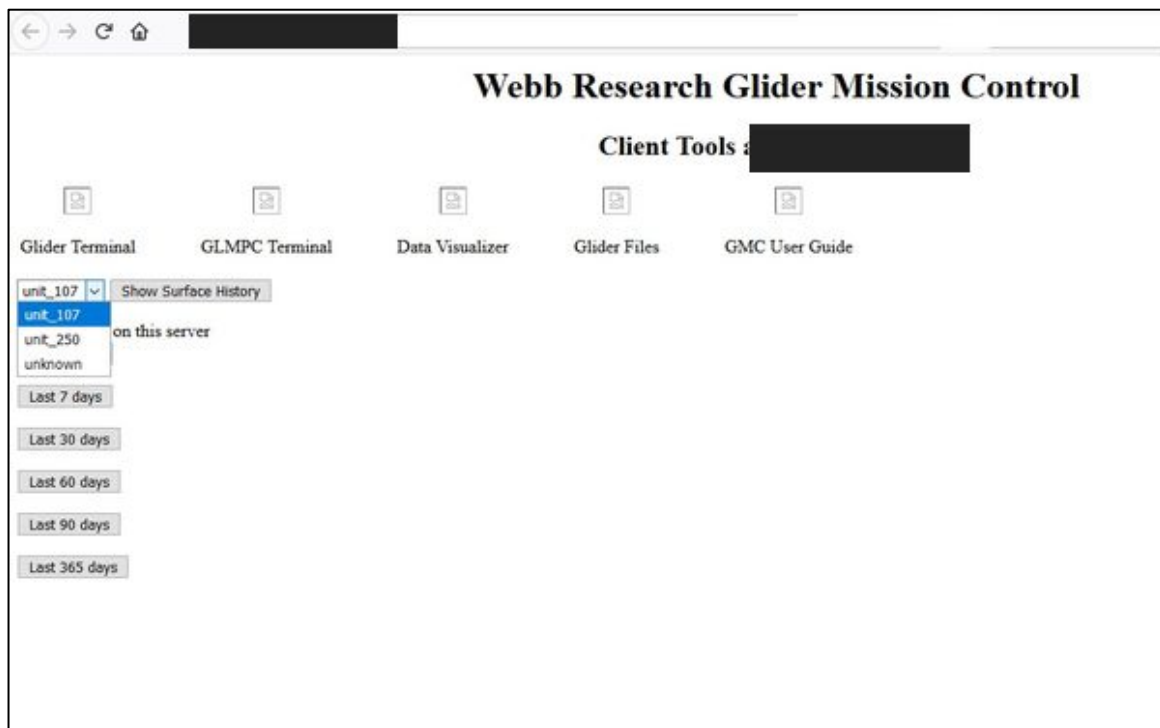 Webb Research Glider Mission Control
Client Tools
Glider Terminal GLMPC Terminal Data Visualizer Glider Files GMC User Guide
unit_107 Show Surface History
unit_107
on this server
unit_250
unknown
Last 7 days
Last 30 days
Last 60 days
Last 90 days
Last 365 days